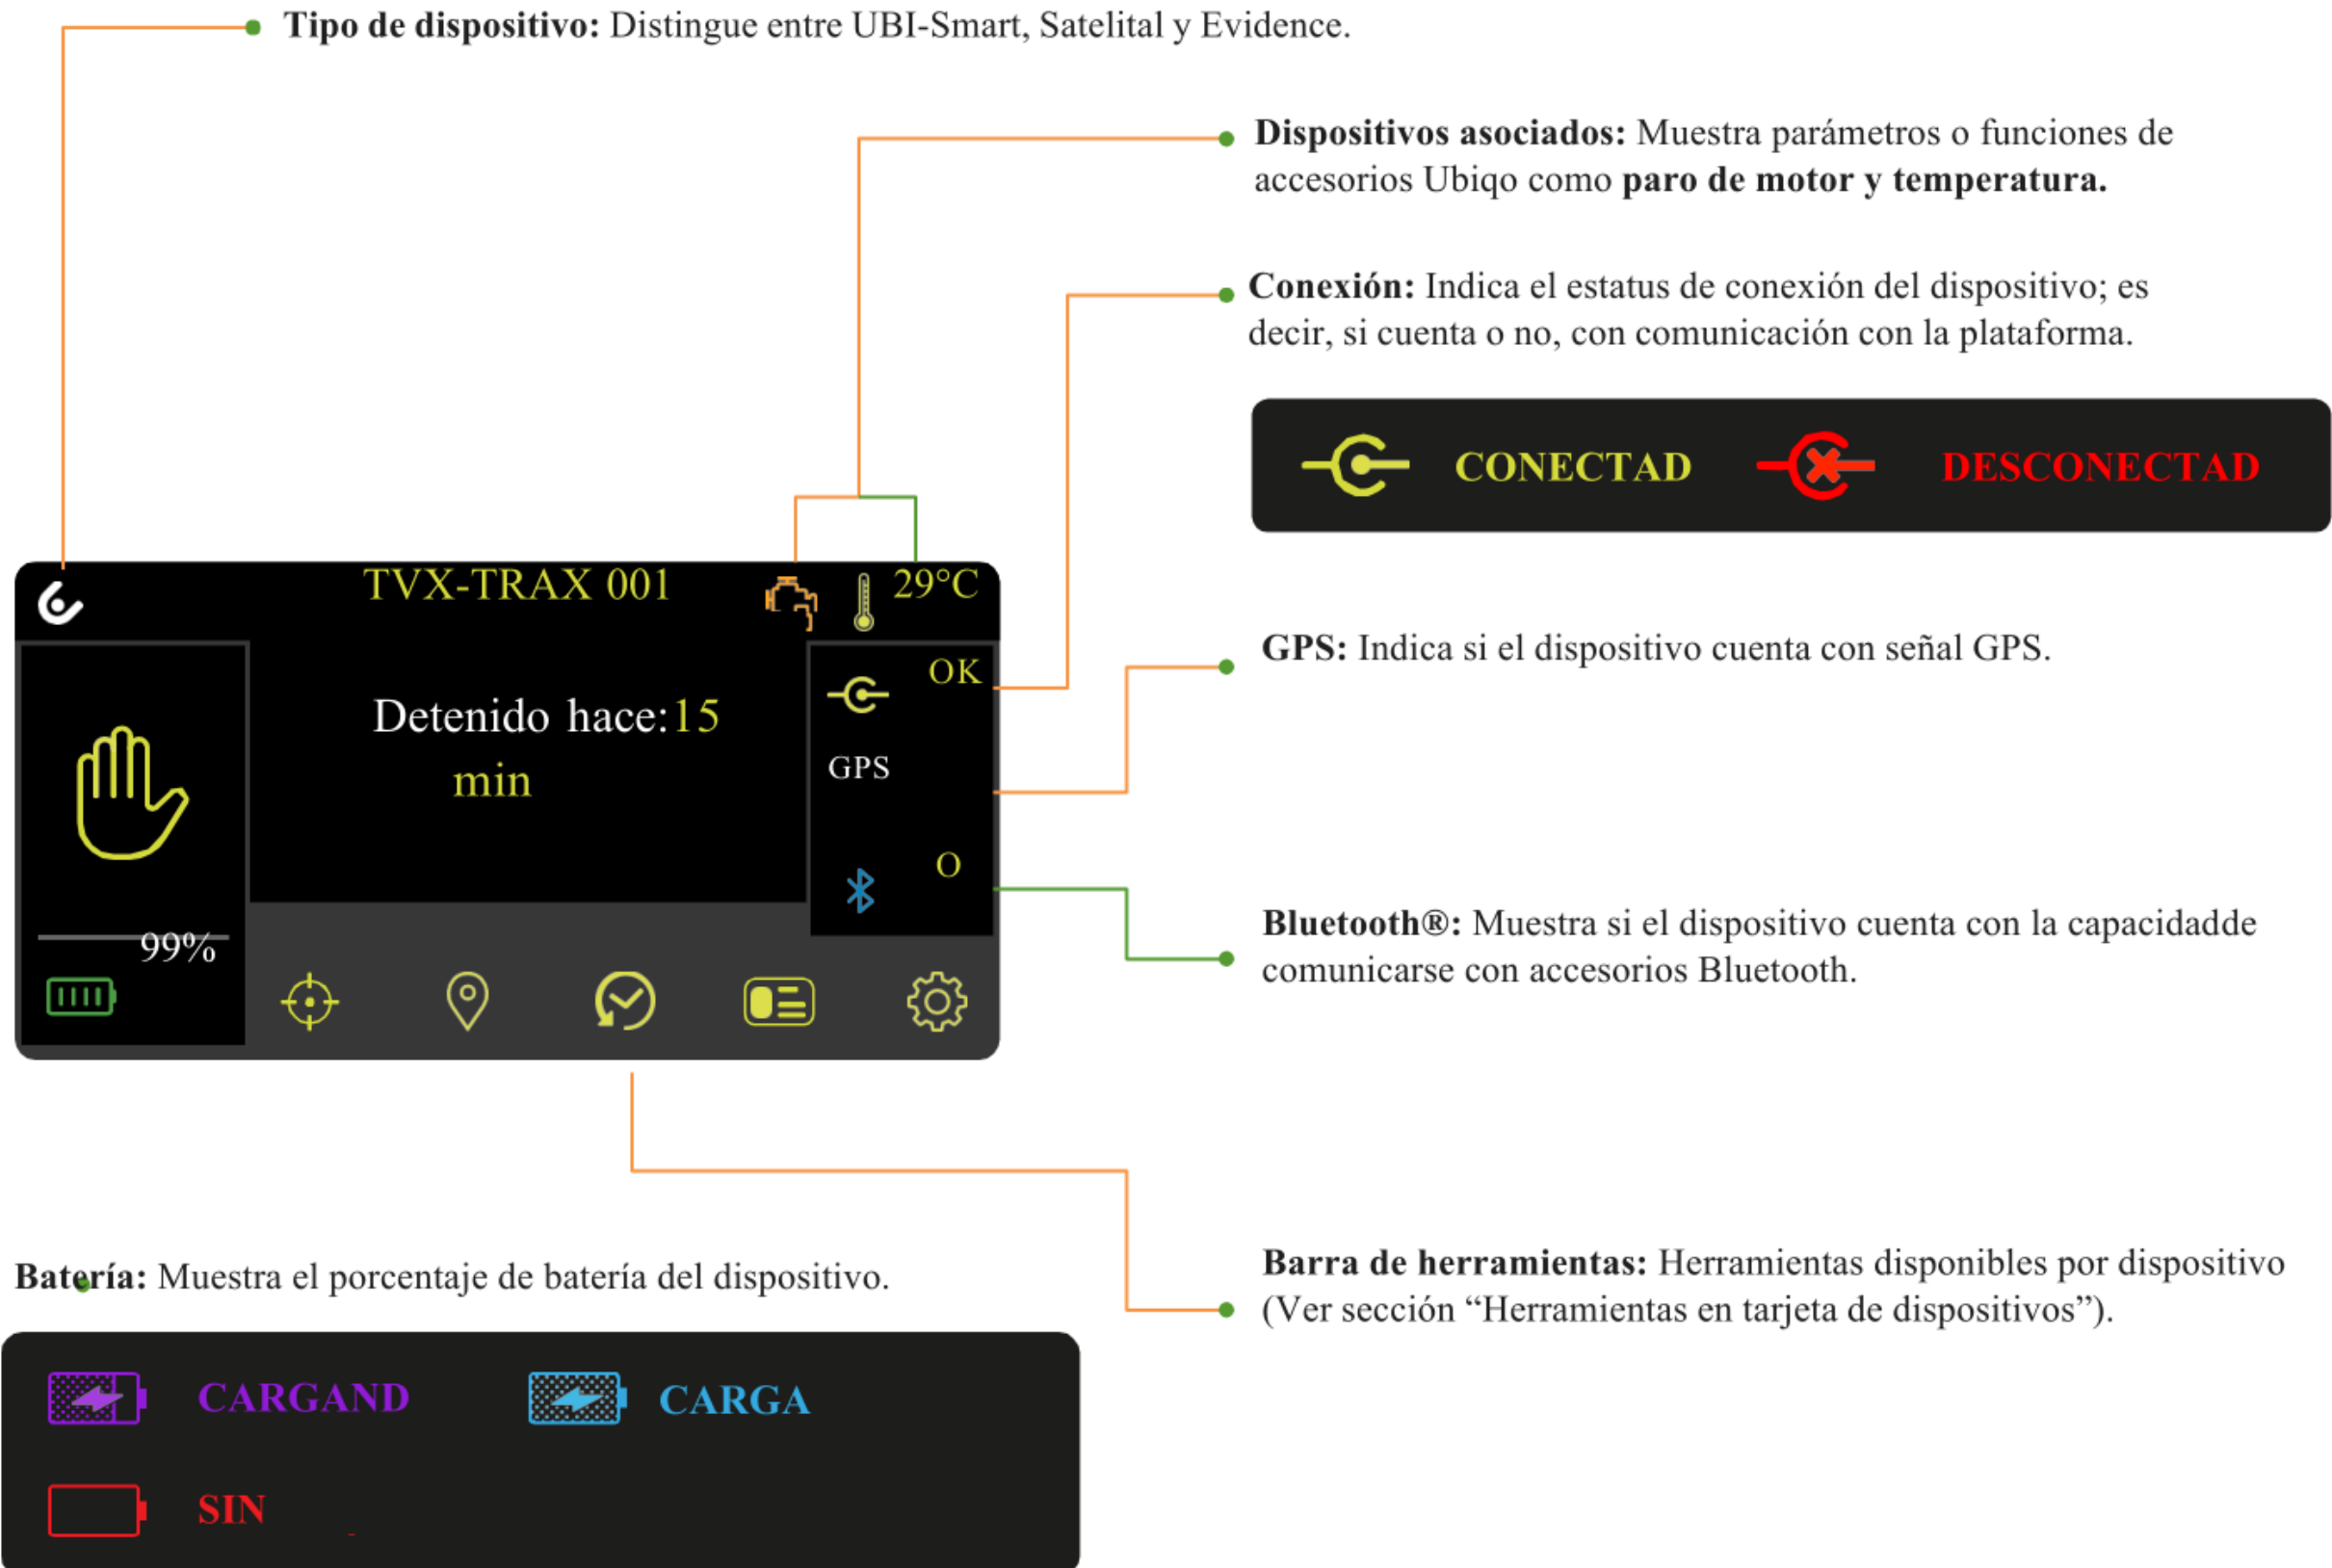 Tipo de dispositivo: Distingue entre UBI-Smart, Satelital y Evidence.
Dispositivos asociados: Muestra parámetros o funciones de
accesorios Ubiqo como paro de motor y temperatura.
Conexión: Indica el estatus de conexión del dispositivo; es
decir, si cuenta o no, con comunicación con la plataforma.
CONECTAD DESCONECTAD
TVX-TRAX 001 29°C
OK
Detenido hace:15
min
GPS
O
99%
GPS: Indica si el dispositivo cuenta con señal GPS.
Bluetooth®: Muestra si el dispositivo cuenta con la capacidadde
comunicarse con accesorios Bluetooth.
Barra de herramientas: Herramientas disponibles por dispositivo
(Ver sección “Herramientas en tarjeta de dispositivos”).
Batería: Muestra el porcentaje de batería del dispositivo.
CARGAND CARGA
SIN